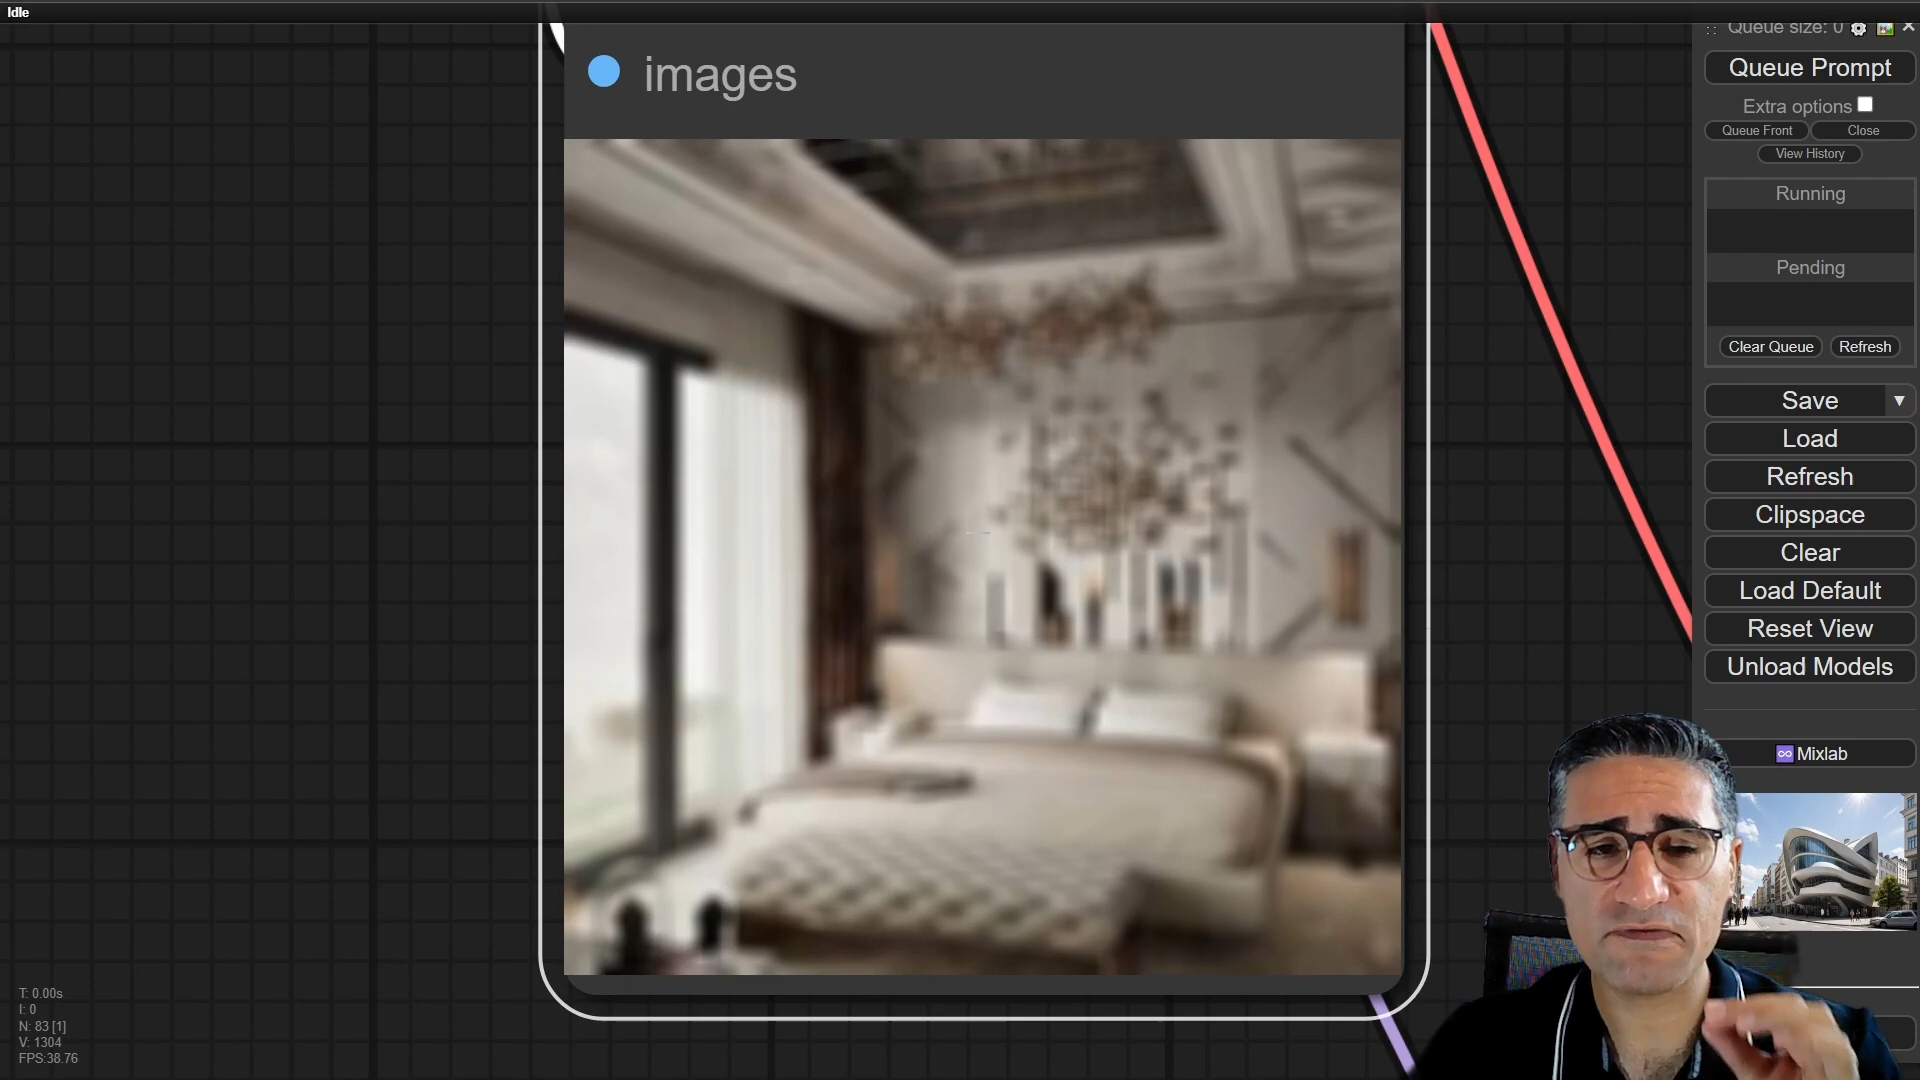 Idle
images
Queue size: 0
Queue Prompt
Extra options
Queue Front
Close
View History
Running
Pending
Clear Queue
Refresh
Save
Load
Refresh
Clipspace
Clear
Load Default
Reset View
Unload Models
Mixlab
T: 0.00s
I: 0
N: 83 [1]
V: 1304
FPS:38.76